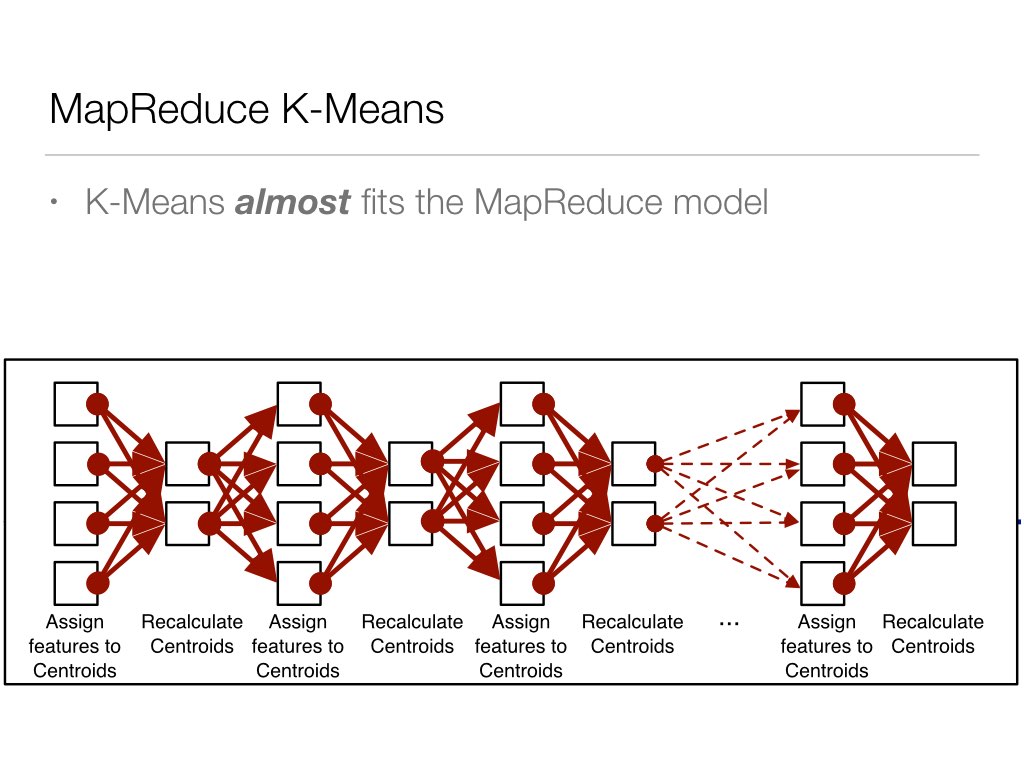 MapReduce K-Means
• K-Means almost fits the MapReduce model
Assign features to Centroids
Recalculate Centroids
Assign features to Centroids
Recalculate Centroids
Assign features to Centroids
Recalculate Centroids
...
Assign features to Centroids
Recalculate Centroids